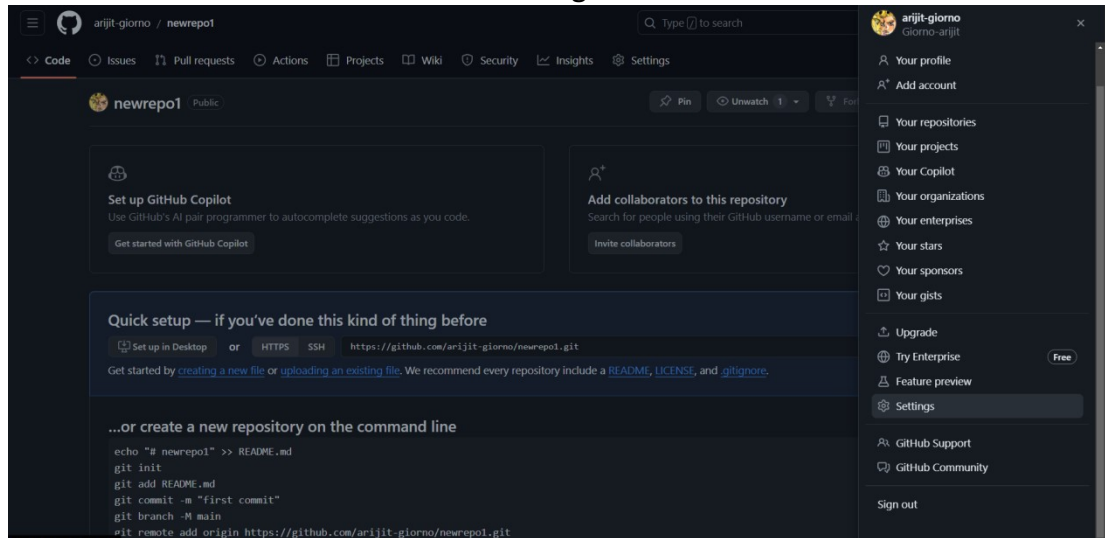 arijit-giorno / newrepo1
Type / to search
Code
Issues
Pull requests
Actions
Projects
Wiki
Security
Insights
Settings
newrepo1 Public
Pin
Unwatch 1
Set up GitHub Copilot
Use GitHub's AI pair programmer to autocomplete suggestions as you code.
Get started with GitHub Copilot
Add collaborators to this repository
Search for people using their GitHub username or email
Invite collaborators
Quick setup — if you've done this kind of thing before
Set up in Desktop or HTTPS SSH https://github.com/arijit-giorno/newrepo1.git
Get started by creating a new file or uploading an existing file. We recommend every repository include a README, LICENSE, and .gitignore.
...or create a new repository on the command line
echo "# newrepo1" >> README.md
git init
git add README.md
git commit -m "first commit"
git branch -M main
git remote add origin https://github.com/arijit-giorno/newrepo1.git
arijit-giorno
Giorno-arijit
Your profile
Add account
Your repositories
Your projects
Your Copilot
Your organizations
Your enterprises
Your stars
Your sponsors
Your gists
Upgrade
Try Enterprise Free
Feature preview
Settings
GitHub Support
GitHub Community
Sign out